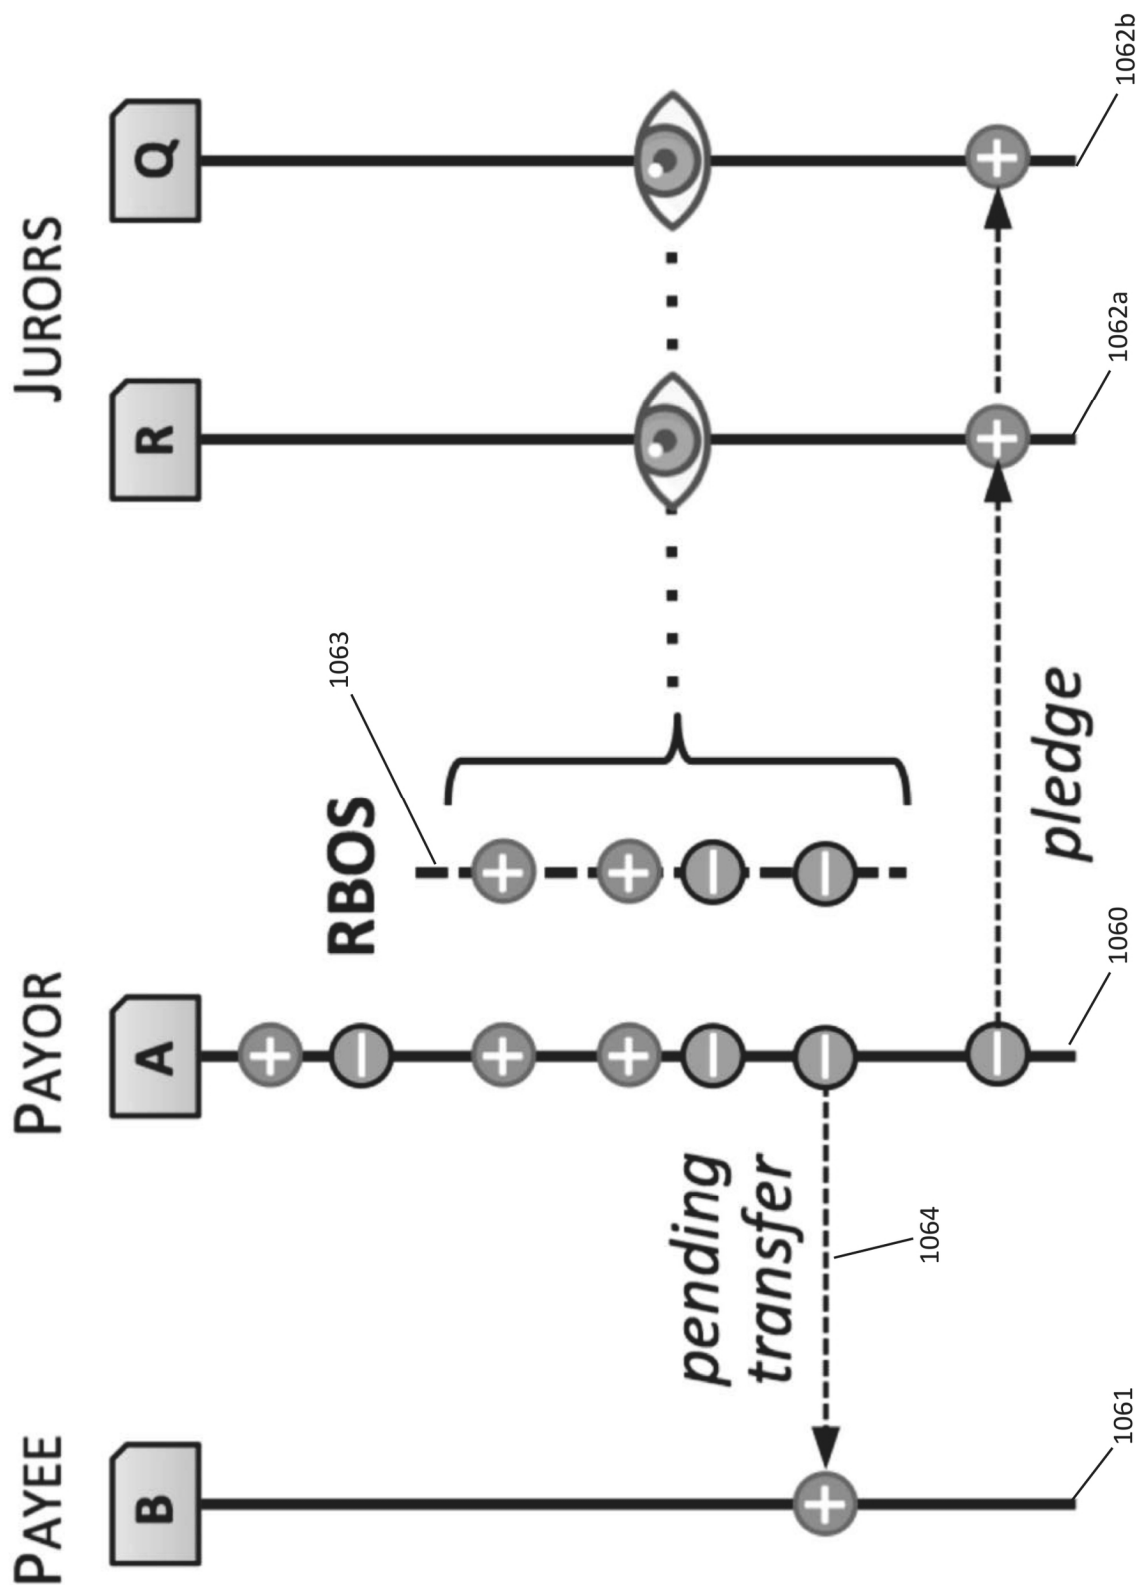 PAYEE
PAYOR
JURORS
B
A
R
Q
RBOS
1063
pending
transfer
1064
pledge
1061
1060
1062a
1062b